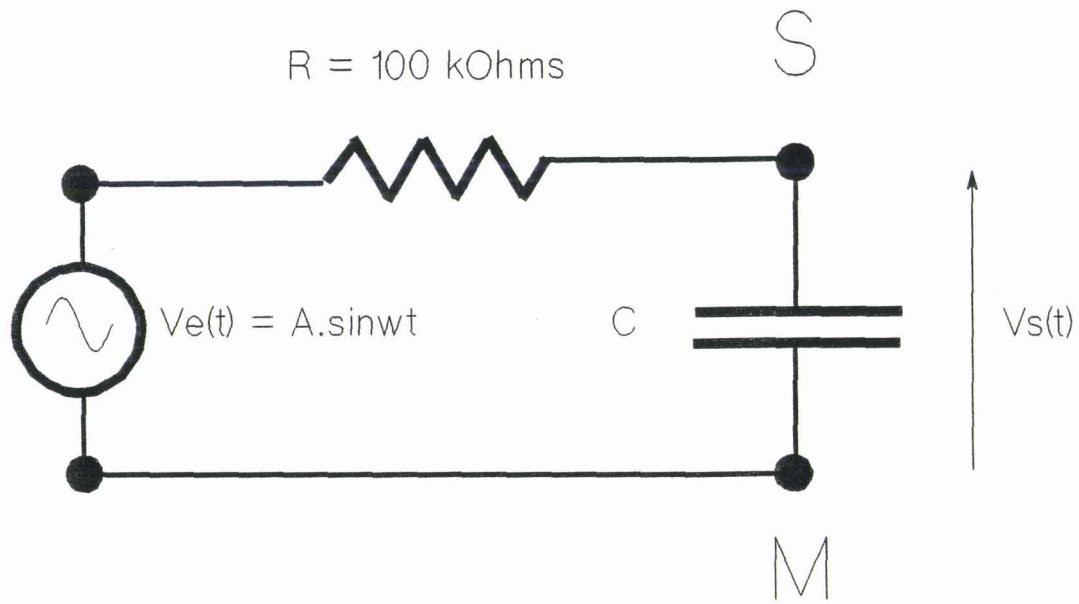 S
R = 100 kOhms
Ve(t) = A.sinwt
C
Vs(t)
M